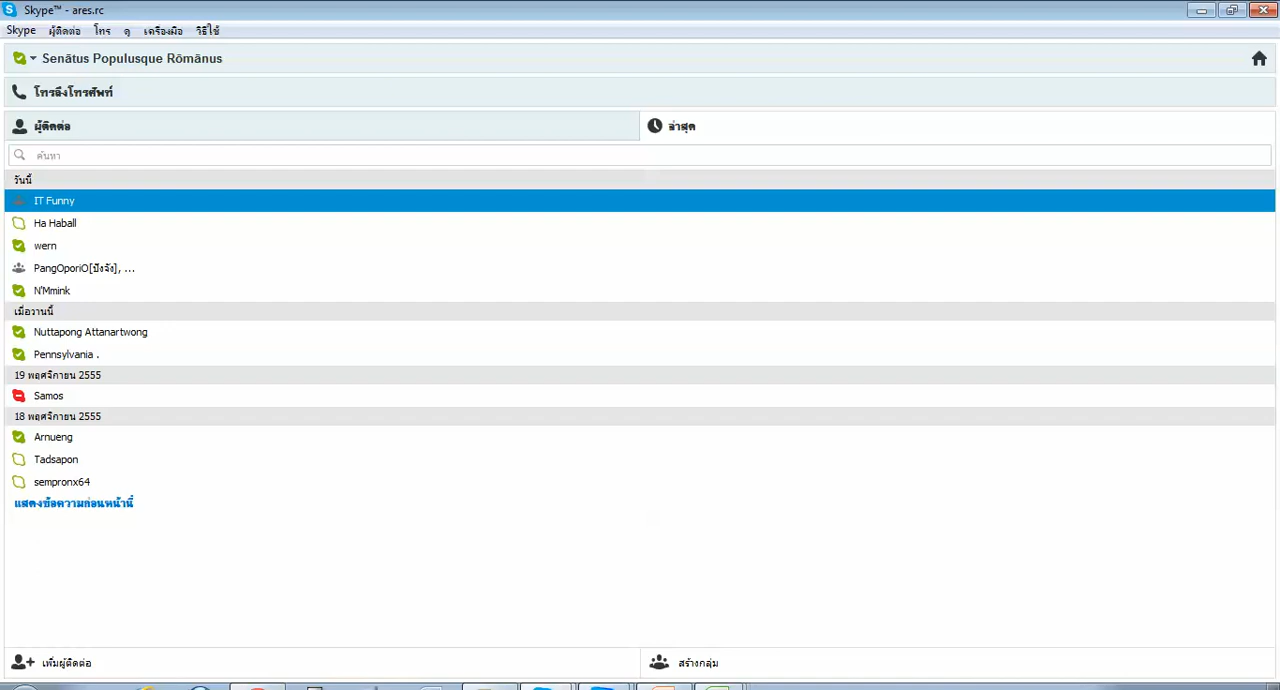 Skype™ - ares.rc
Skype ผู้ติดต่อ โทร ดู เครื่องมือ วิธีใช้
Senātus Populusque Rōmānus
โทรถึงโทรศัพท์
ผู้ติดต่อ
ล่าสุด
ค้นหา
วันนี้
IT Funny
Ha Haball
wern
PangOporiO[ปังจัง], ...
N'Mmink
เมื่อวานนี้
Nuttapong Attanartwong
Pennsylvania .
19 พฤศจิกายน 2555
Samos
18 พฤศจิกายน 2555
Arnueng
Tadsapon
sempronx64
แสดงข้อความก่อนหน้านี้
เพิ่มผู้ติดต่อ
สร้างกลุ่ม